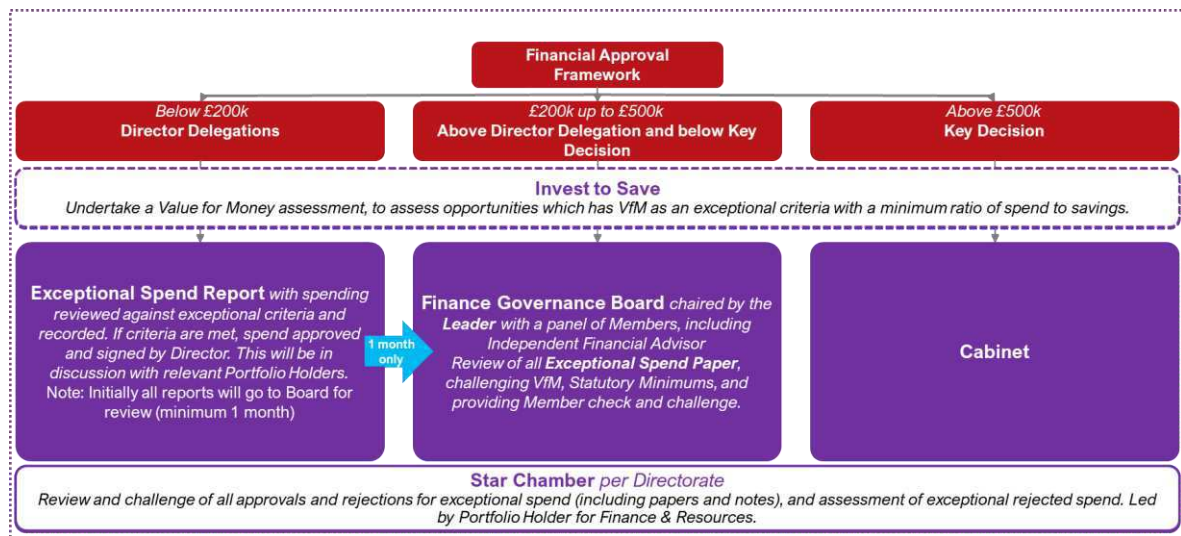 Financial Approval
Framework
Below £200k
Director Delegations
£200k up to £500k
Above Director Delegation and below Key
Decision
Above £500k
Key Decision
Invest to Save
Undertake a Value for Money assessment, to assess opportunities which has VfM as an exceptional criteria with a minimum ratio of spend to savings.
Exceptional Spend Report with spending
reviewed against exceptional criteria and
recorded. If criteria are met, spend approved
and signed by Director. This will be in
discussion with relevant Portfolio Holders.
Note: Initially all reports will go to Board for
review (minimum 1 month)
1 month
only
Finance Governance Board chaired by the
Leader with a panel of Members, including
Independent Financial Advisor
Review of all Exceptional Spend Paper,
challenging VfM, Statutory Minimums, and
providing Member check and challenge.
Cabinet
Star Chamber per Directorate
Review and challenge of all approvals and rejections for exceptional spend (including papers and notes), and assessment of exceptional rejected spend. Led
by Portfolio Holder for Finance & Resources.